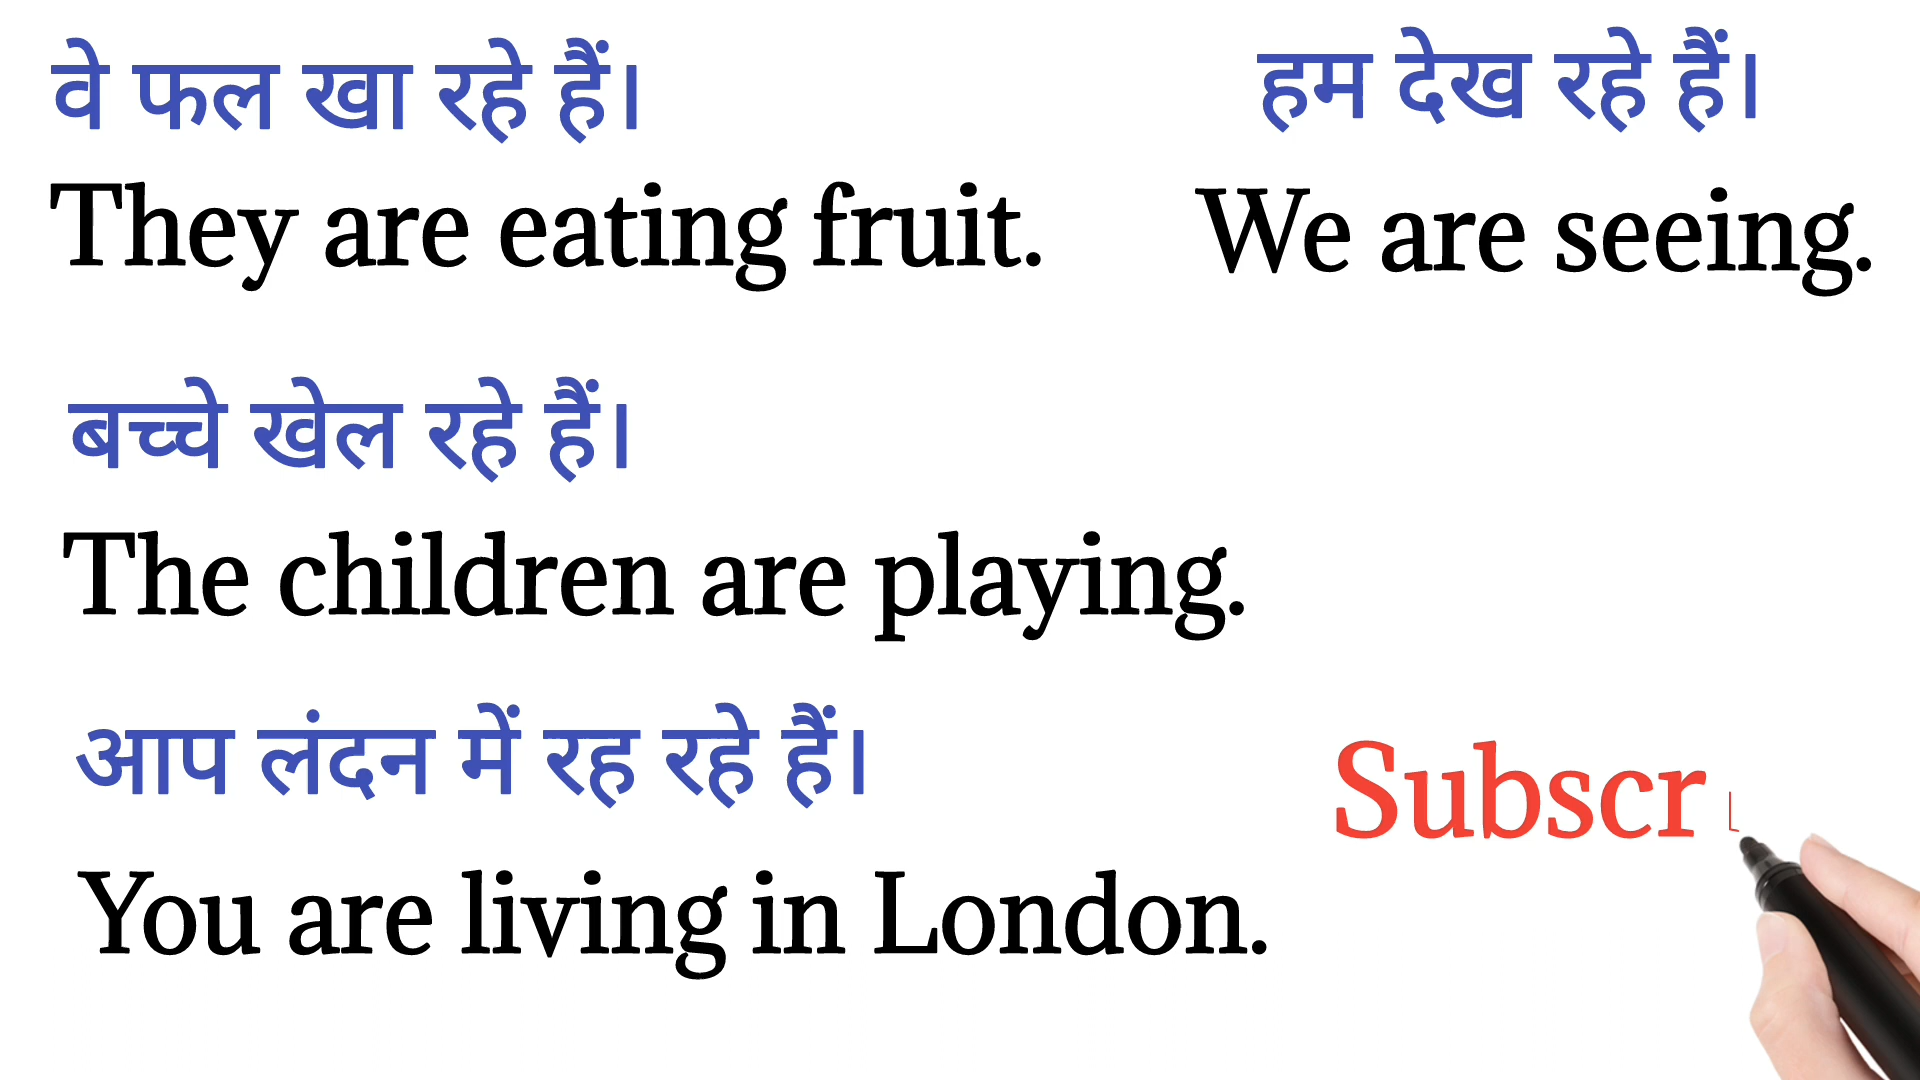 वे फल खा रहे हैं।
They are eating fruit.
हम देख रहे हैं।
We are seeing.
बच्चे खेल रहे हैं।
The children are playing.
आप लंदन में रह रहे हैं।
You are living in London.
Subscr